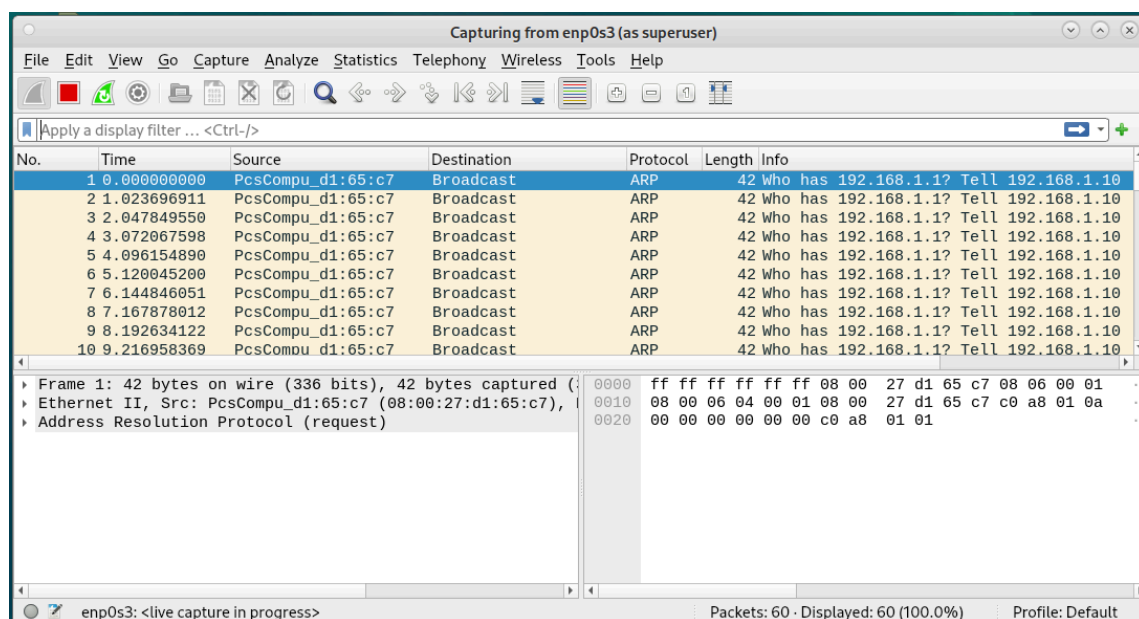 Capturing from enp0s3 (as superuser)
File Edit View Go Capture Analyze Statistics Telephony Wireless Tools Help
Apply a display filter ... <Ctrl-/>
No. Time Source Destination Protocol Length Info
1 0.000000000 PcsCompu_d1:65:c7 Broadcast ARP 42 Who has 192.168.1.1? Tell 192.168.1.10
2 1.023696911 PcsCompu_d1:65:c7 Broadcast ARP 42 Who has 192.168.1.1? Tell 192.168.1.10
3 2.047849550 PcsCompu_d1:65:c7 Broadcast ARP 42 Who has 192.168.1.1? Tell 192.168.1.10
4 3.072067598 PcsCompu_d1:65:c7 Broadcast ARP 42 Who has 192.168.1.1? Tell 192.168.1.10
5 4.096154890 PcsCompu_d1:65:c7 Broadcast ARP 42 Who has 192.168.1.1? Tell 192.168.1.10
6 5.120045200 PcsCompu_d1:65:c7 Broadcast ARP 42 Who has 192.168.1.1? Tell 192.168.1.10
7 6.144846051 PcsCompu_d1:65:c7 Broadcast ARP 42 Who has 192.168.1.1? Tell 192.168.1.10
8 7.167878012 PcsCompu_d1:65:c7 Broadcast ARP 42 Who has 192.168.1.1? Tell 192.168.1.10
9 8.192634122 PcsCompu_d1:65:c7 Broadcast ARP 42 Who has 192.168.1.1? Tell 192.168.1.10
10 9.216958369 PcsCompu_d1:65:c7 Broadcast ARP 42 Who has 192.168.1.1? Tell 192.168.1.10
Frame 1: 42 bytes on wire (336 bits), 42 bytes captured (
Ethernet II, Src: PcsCompu_d1:65:c7 (08:00:27:d1:65:c7),
Address Resolution Protocol (request)
0000 ff ff ff ff ff ff 08 00 27 d1 65 c7 08 06 00 01
0010 08 00 06 04 00 01 08 00 27 d1 65 c7 c0 a8 01 0a
0020 00 00 00 00 00 00 c0 a8 01 01
enp0s3: <live capture in progress>
Packets: 60 · Displayed: 60 (100.0%)
Profile: Default